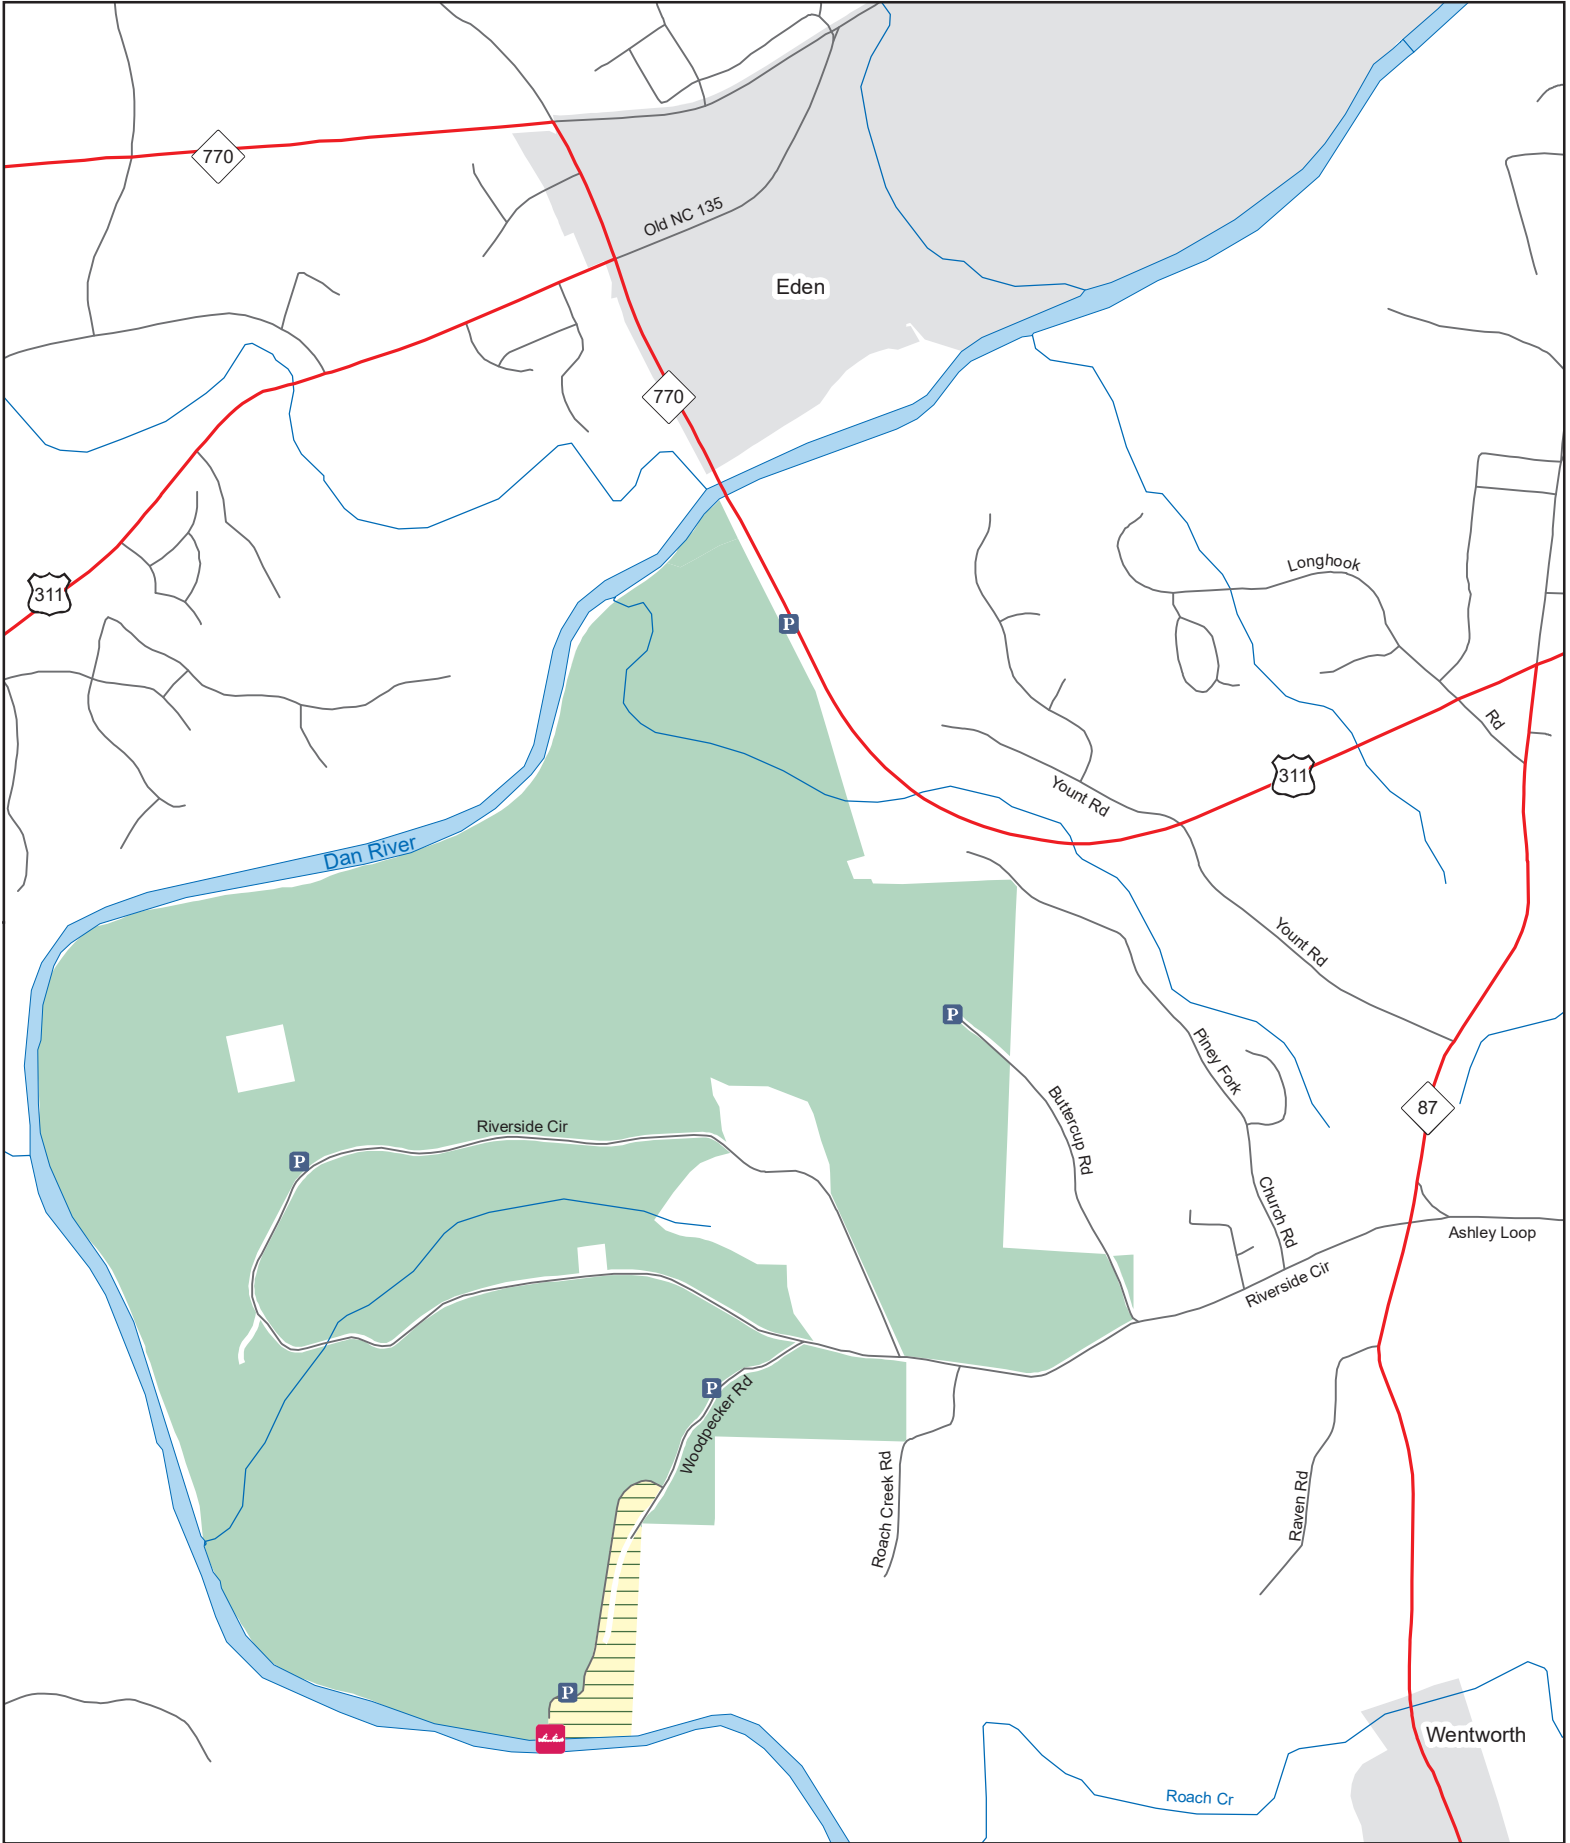 770
Old NC 135
Eden
770
311
Longhook
P
Rd
311
Yount Rd
Dan River
Yount Rd
P
Piney Fork
Buttercup Rd
87
Riverside Cir
P
Church Rd
Ashley Loop
Riverside Cir
P
Woodpecker Rd
Roach Creek Rd
Raven Rd
P
Wentworth
Roach Cr